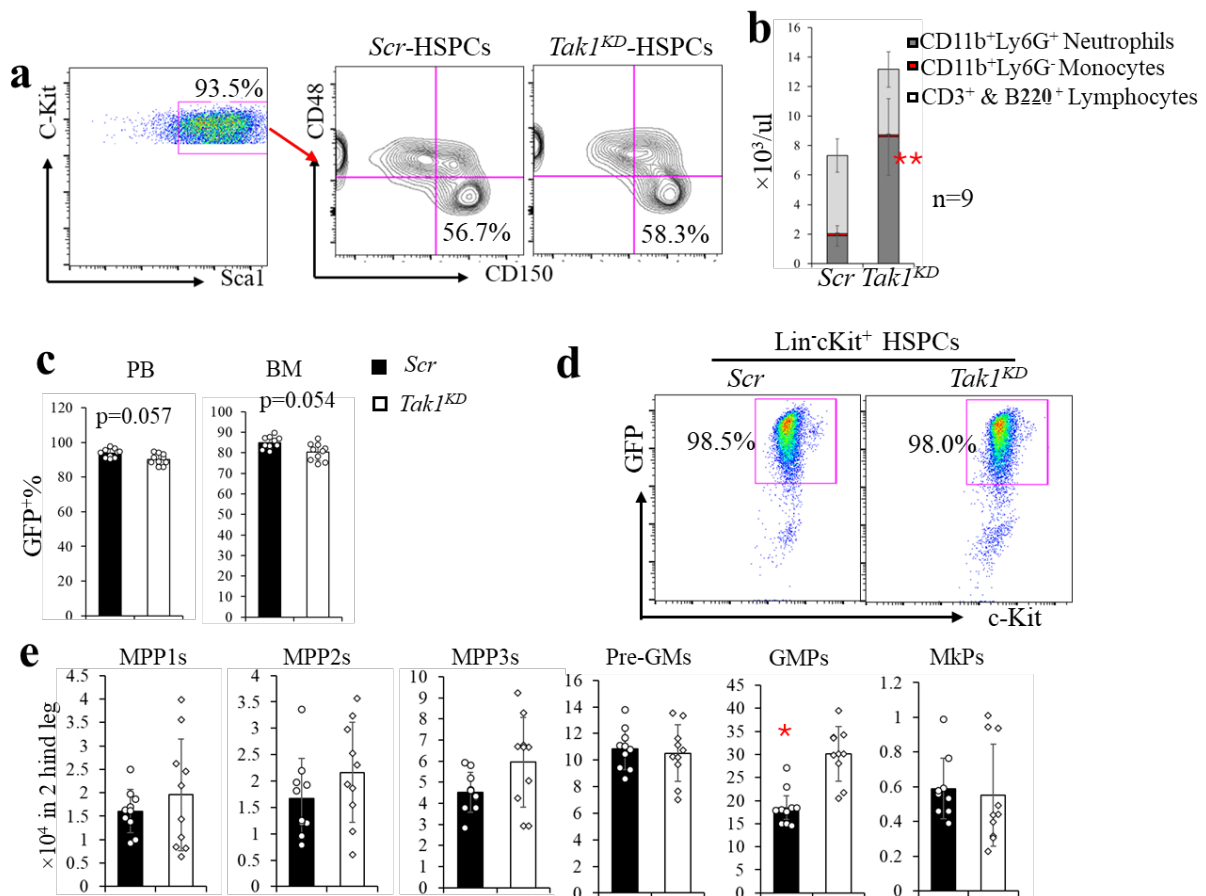 a
Scr-HSPCs
Tak1^KD-HSPCs
93.5%
C-Kit
Sca1
CD48
56.7%
58.3%
CD150
b
16
14
12
10
8
6
4
2
0
×10³/ul
**
n=9
Scr Tak1^KD
CD11b⁺Ly6G⁺ Neutrophils
CD11b⁺Ly6G⁻ Monocytes
CD3⁺ & B220⁺ Lymphocytes
c
PB
BM
Scr
Tak1^KD
p=0.057
p=0.054
GFP⁺%
120
100
80
60
40
20
0
100
90
80
70
60
50
40
30
20
10
0
d
Lin⁻cKit⁺ HSPCs
Scr
Tak1^KD
98.5%
98.0%
GFP
c-Kit
e
×10⁴ in 2 hind leg
MPP1s
4.5
4
3.5
3
2.5
2
1.5
1
0.5
0
MPP2s
4
3.5
3
2.5
2
1.5
1
0.5
0
MPP3s
10
9
8
7
6
5
4
3
2
1
0
Pre-GMs
16
14
12
10
8
6
4
2
0
GMPs
45
40
35
30
25
20
15
10
5
0
*
MkPs
1.2
1
0.8
0.6
0.4
0.2
0